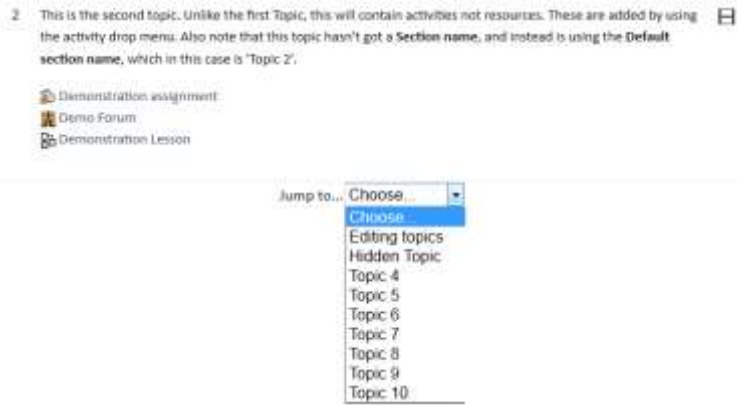 2 This is the second topic. Unlike the first Topic, this will contain activities not resources. These are added by using
the activity drop menu. Also note that this topic hasn't got a Section name, and instead is using the Default
section name, which in this case is 'Topic 2'.
Demonstration assignment
Demo Forum
Demonstration Lesson
Jump to... Choose...
Choose...
Editing topics
Hidden Topic
Topic 4
Topic 5
Topic 6
Topic 7
Topic 8
Topic 9
Topic 10